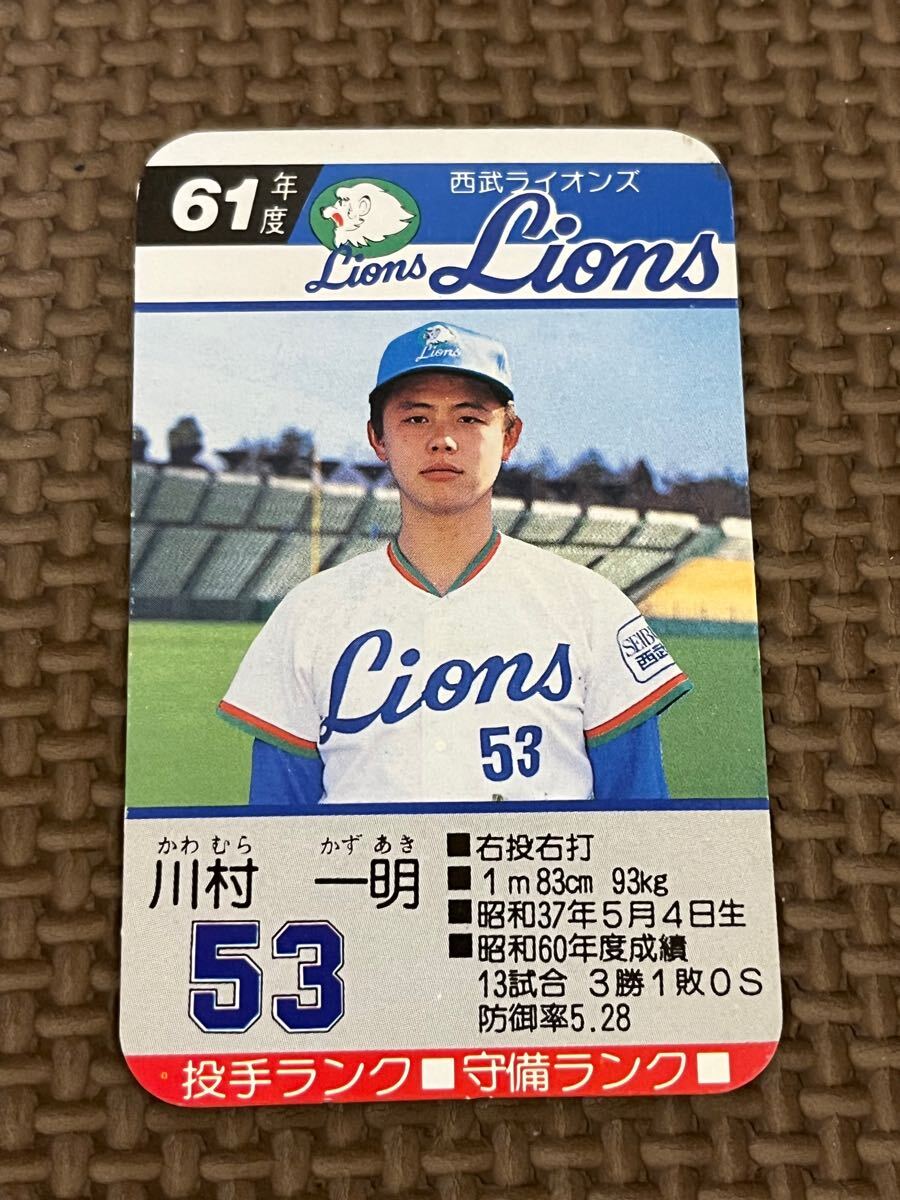 61年度
西武ライオンズ
Lions
Lions
Lions
Lions
53
西武
かわ むら かず あき
川村 一明
53
■右投右打
■1m83cm 93kg
■昭和37年5月4日生
■昭和60年度成績
13試合 3勝1敗0S
防御率5.28
投手ランク■守備ランク■